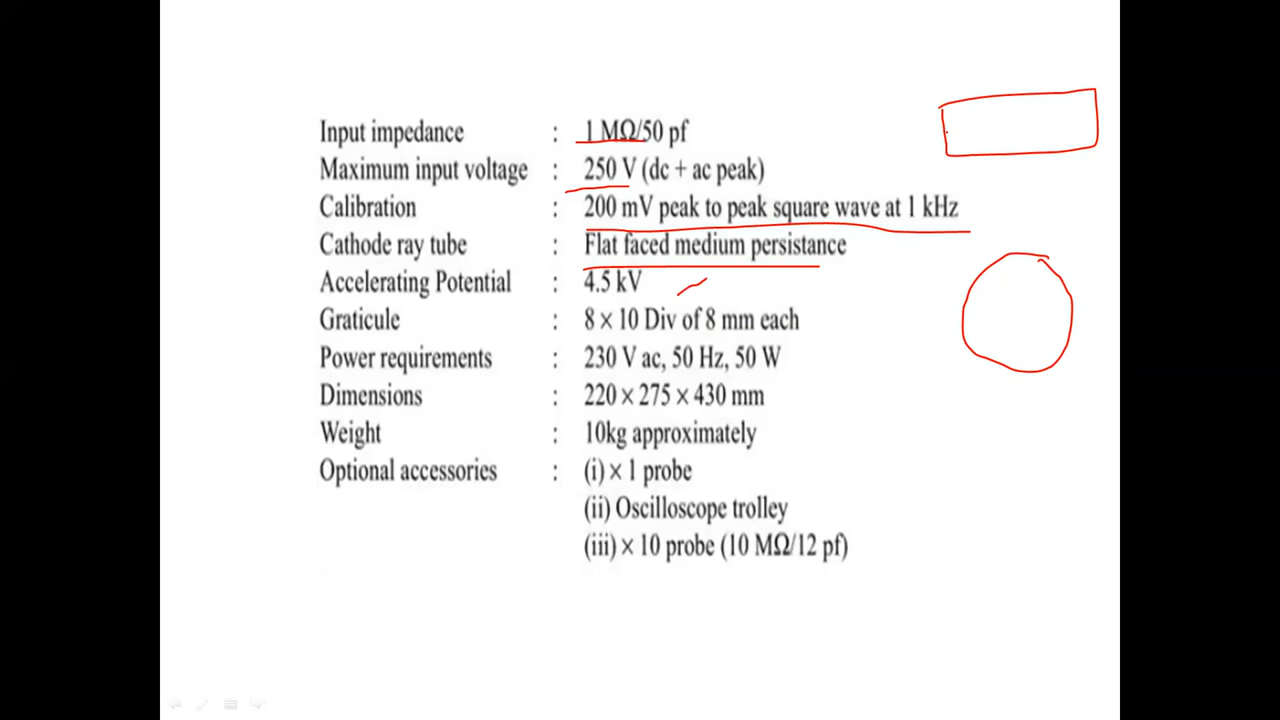 Input impedance : 1 MΩ/50 pf
Maximum input voltage : 250 V (dc + ac peak)
Calibration : 200 mV peak to peak square wave at 1 kHz
Cathode ray tube : Flat faced medium persistance
Accelerating Potential : 4.5 kV
Graticule : 8 × 10 Div of 8 mm each
Power requirements : 230 V ac, 50 Hz, 50 W
Dimensions : 220 × 275 × 430 mm
Weight : 10kg approximately
Optional accessories : (i) × 1 probe
(ii) Oscilloscope trolley
(iii) × 10 probe (10 MΩ/12 pf)